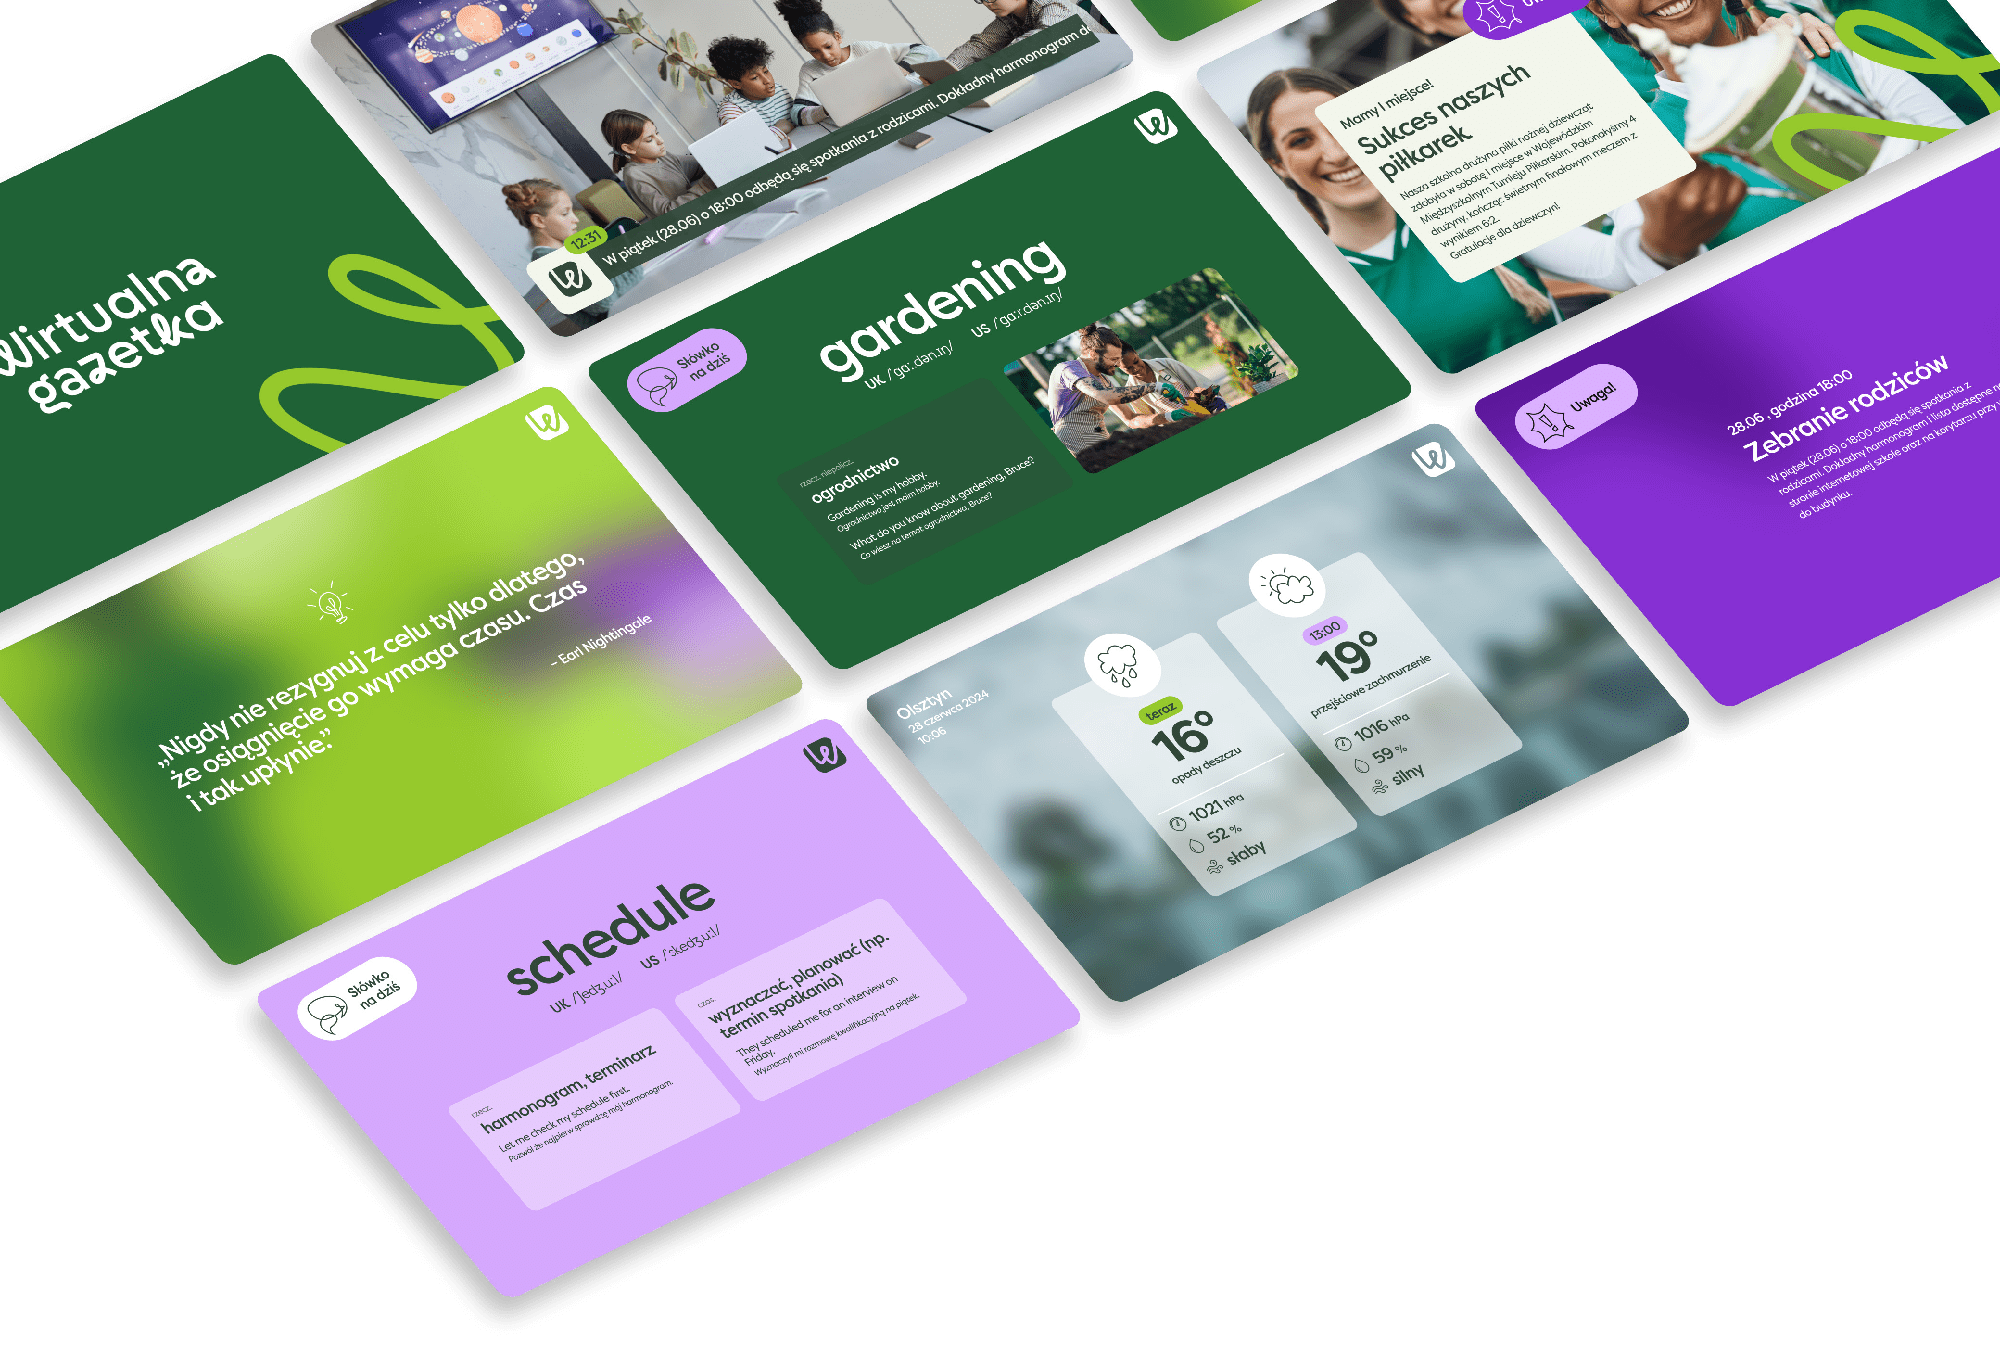 Wirtualna
gazetka
12:31
W piątek (28.06) o 18:00 odbędą się spotkania z rodzicami. Dokładny harmonogram
Mamy I miejsce!
Sukces naszych
piłkarek
Nasza szkolna drużyna piłki nożnej dziewcząt
zdobyła w sobotę I miejsce w Wojewódzkim
Międzyszkolnym Turnieju Piłkarskim. Pokonałyśmy 4
drużyny, kończąc świetnym finałowym meczem z
wynikiem 6:2.
Gratulacje dla dziewczyn!
Słówko
na dziś
gardening
UK /ˈɡɑː.dən.ɪŋ/ US /ˈɡɑːr.dən.ɪŋ/
rzecz. niepolicz.
ogrodnictwo
Gardening is my hobby.
Ogrodnictwo jest moim hobby.
What do you know about gardening, Bruce?
Co wiesz na temat ogrodnictwa, Bruce?
Uwaga!
28.06, godzina 18:00
Zebranie rodziców
W piątek (28.06) o 18:00 odbędą się spotkania z
rodzicami. Dokładny harmonogram i lista dostępne na
stronie internetowej szkoły oraz na korytarzu przy
do budynku.
„Nigdy nie rezygnuj z celu tylko dlatego,
że osiągnięcie go wymaga czasu. Czas
i tak upłynie.”
– Earl Nightingale
Olsztyn
28 czerwca 2024
10:06
teraz
16°
opady deszczu
1021 hPa
52 %
słaby
13:00
19°
przejściowe zachmurzenie
1016 hPa
59 %
silny
Słówko
na dziś
schedule
UK /ˈʃedʒ.uːl/ US /ˈskedʒ.uːl/
rzecz.
harmonogram, terminarz
Let me check my schedule first.
Pozwól że najpierw sprawdzę mój harmonogram.
czas.
wyznaczać, planować (np.
termin spotkania)
They scheduled me for an interview on
Friday.
Wyznaczyli mi rozmowę kwalifikacyjną na piątek.